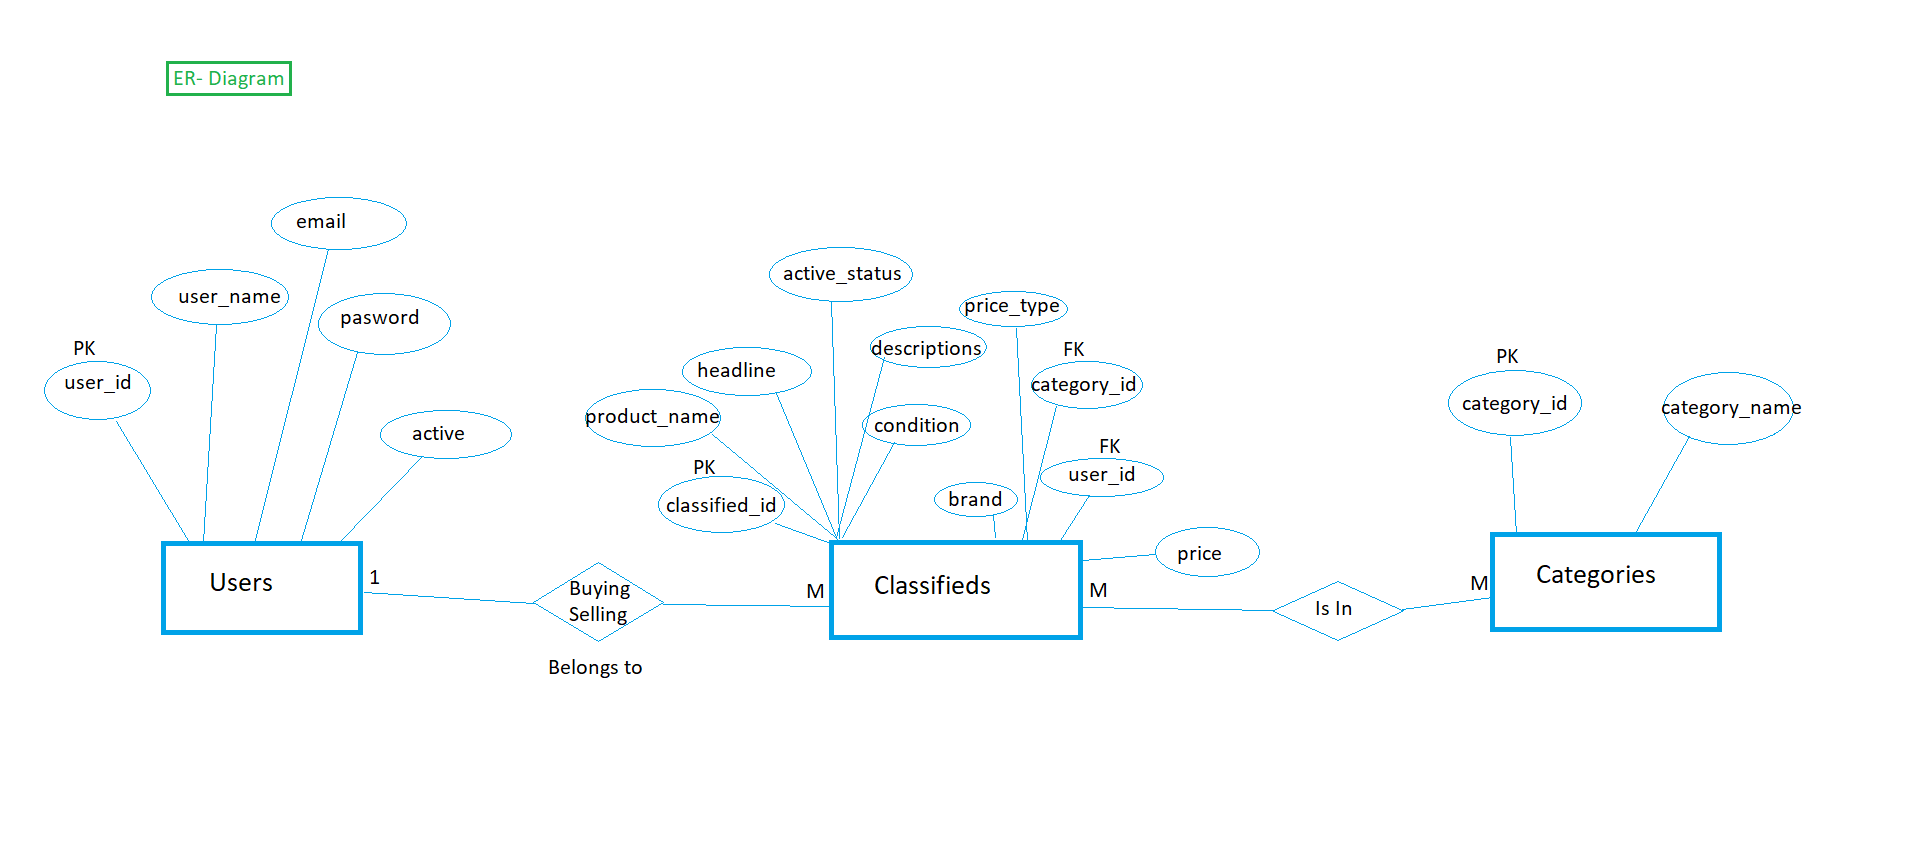 ER- Diagram
email
user_name
pasword
PK
user_id
active
active_status
price_type
descriptions
headline
product_name
condition
PK
classified_id
FK
category_id
FK
user_id
brand
price
PK
category_id
category_name
Users
1
Buying
Selling
Belongs to
M
Classifieds
M
Is In
M
Categories